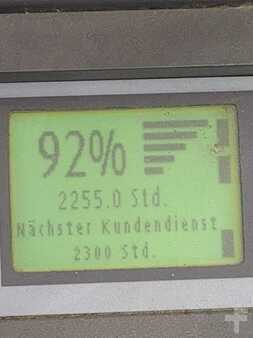 92%
2255.0 Std.
Nächster Kundendienst
2300 Std.